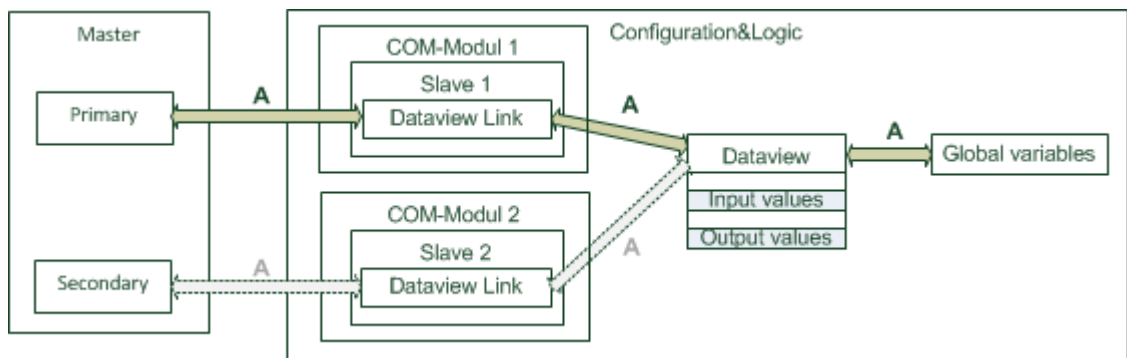 Master
Configuration&Logic
COM-Modul 1
Slave 1
Primary
A
Dataview Link
A
A
Dataview
Global variables
Input values
Output values
COM-Modul 2
Slave 2
Secondary
A
Dataview Link
A